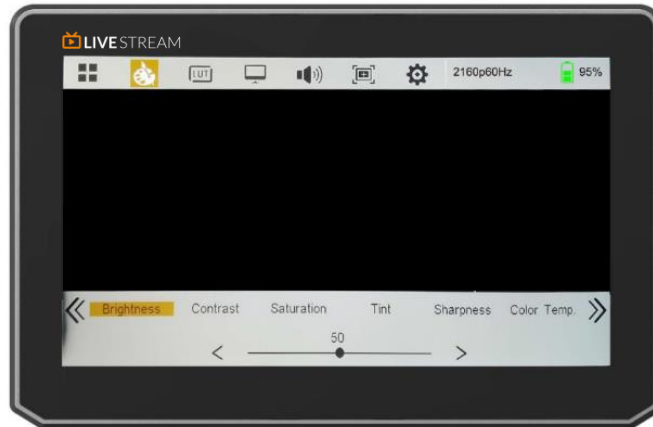 LIVESTREAM
LUT 2160p60Hz 95%
Brightness Contrast Saturation Tint Sharpness Color Temp.
50